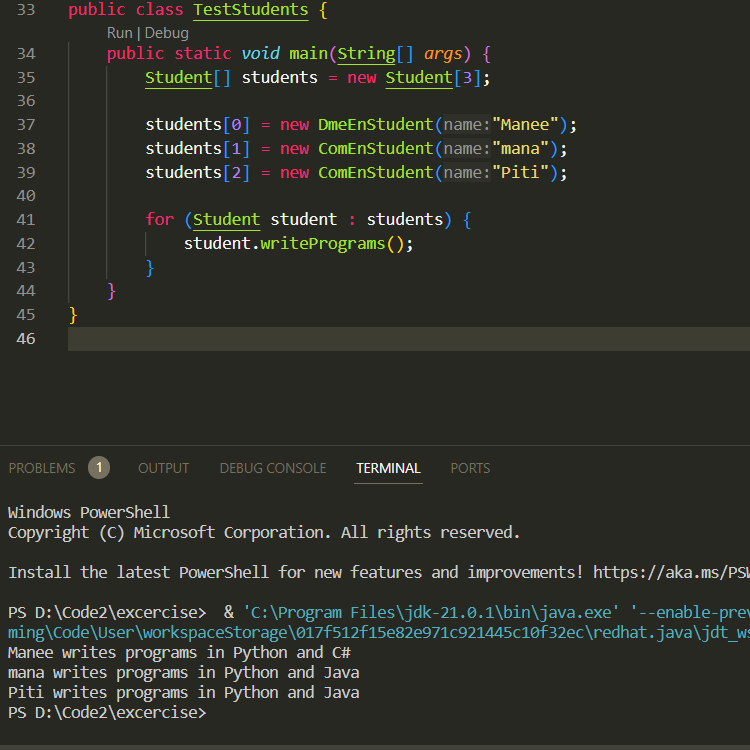 33 public class TestStudents {
Run | Debug
34 public static void main(String[] args) {
35 Student[] students = new Student[3];
36
37 students[0] = new DmeEnStudent(name:"Manee");
38 students[1] = new ComEnStudent(name:"mana");
39 students[2] = new ComEnStudent(name:"Piti");
40
41 for (Student student : students) {
42 student.writePrograms();
43 }
44 }
45 }
46
PROBLEMS 1 OUTPUT DEBUG CONSOLE TERMINAL PORTS
Windows PowerShell
Copyright (C) Microsoft Corporation. All rights reserved.
Install the latest PowerShell for new features and improvements! https://aka.ms/PSW
PS D:\Code2\excercise> & 'C:\Program Files\jdk-21.0.1\bin\java.exe' '--enable-prev
ming\Code\User\workspaceStorage\017f512f15e82e971c921445c10f32ec\redhat.java\jdt_ws
Manee writes programs in Python and C#
mana writes programs in Python and Java
Piti writes programs in Python and Java
PS D:\Code2\excercise>